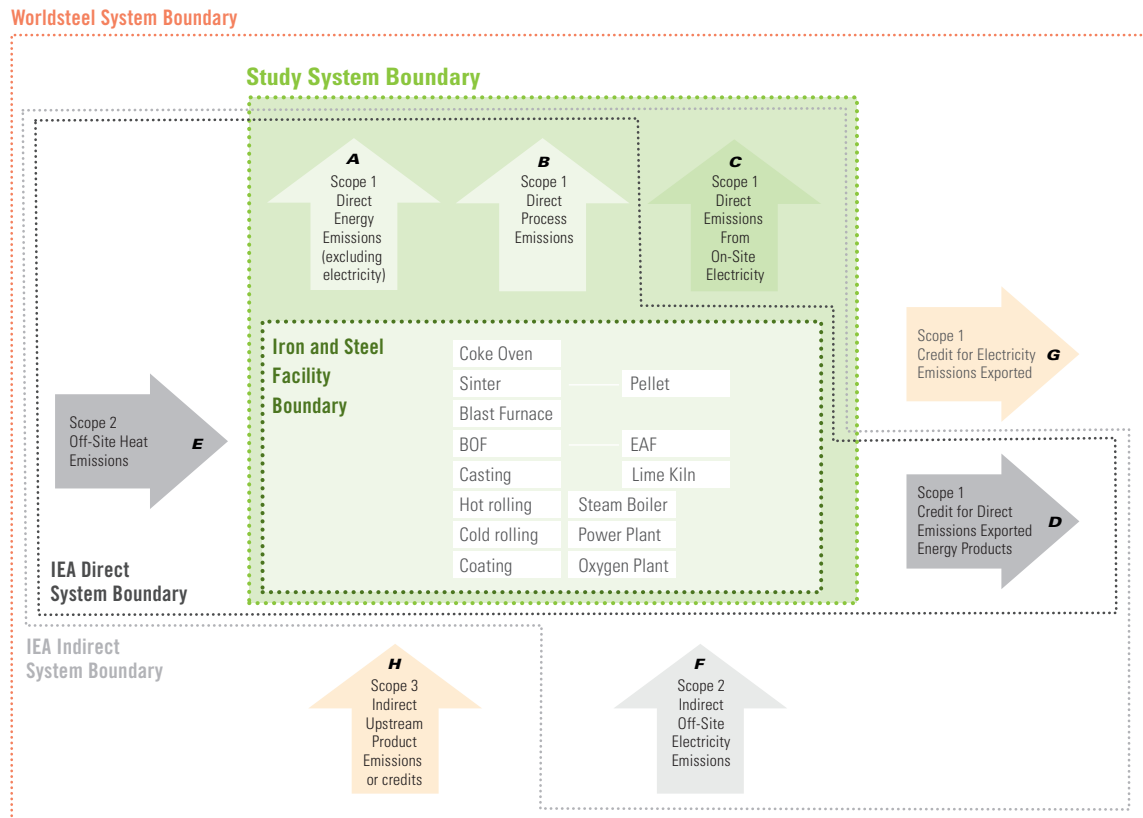 Worldsteel System Boundary
Study System Boundary
A
Scope 1
Direct
Energy
Emissions
(excluding
electricity)
B
Scope 1
Direct
Process
Emissions
C
Scope 1
Direct
Emissions
From
On-Site
Electricity
Iron and Steel
Facility
Boundary
Coke Oven
Sinter
Pellet
Blast Furnace
BOF
EAF
Casting
Lime Kiln
Hot rolling
Steam Boiler
Cold rolling
Power Plant
Coating
Oxygen Plant
Scope 2
Off-Site Heat
Emissions
E
Scope 1
Credit for Electricity
Emissions Exported
G
Scope 1
Credit for Direct
Emissions Exported
Energy Products
D
IEA Direct
System Boundary
IEA Indirect
System Boundary
H
Scope 3
Indirect
Upstream
Product
Emissions
or credits
F
Scope 2
Indirect
Off-Site
Electricity
Emissions